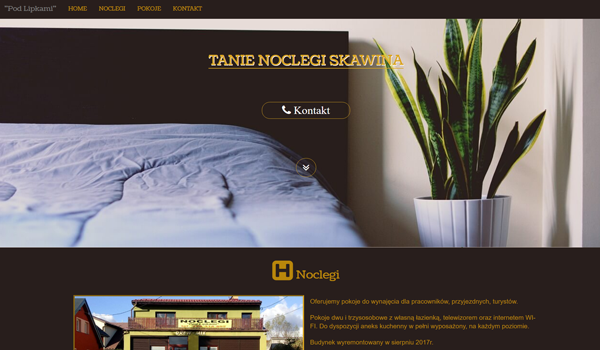 "Pod Lipkami" HOME NOCLEGI POKOJE KONTAKT
TANIE NOCLEGI SKAWINA
Kontakt
H Noclegi
NOCLEGI
Oferujemy pokoje do wynajęcia dla pracowników, przyjezdnych, turystów.
Pokoje dwu i trzysosobowe z własną łazienką, telewizorem oraz internetem WI-
FI. Do dyspozycji aneks kuchenny w pełni wyposażony, na każdym poziomie.
Budynek wyremontowany w sierpniu 2017r.